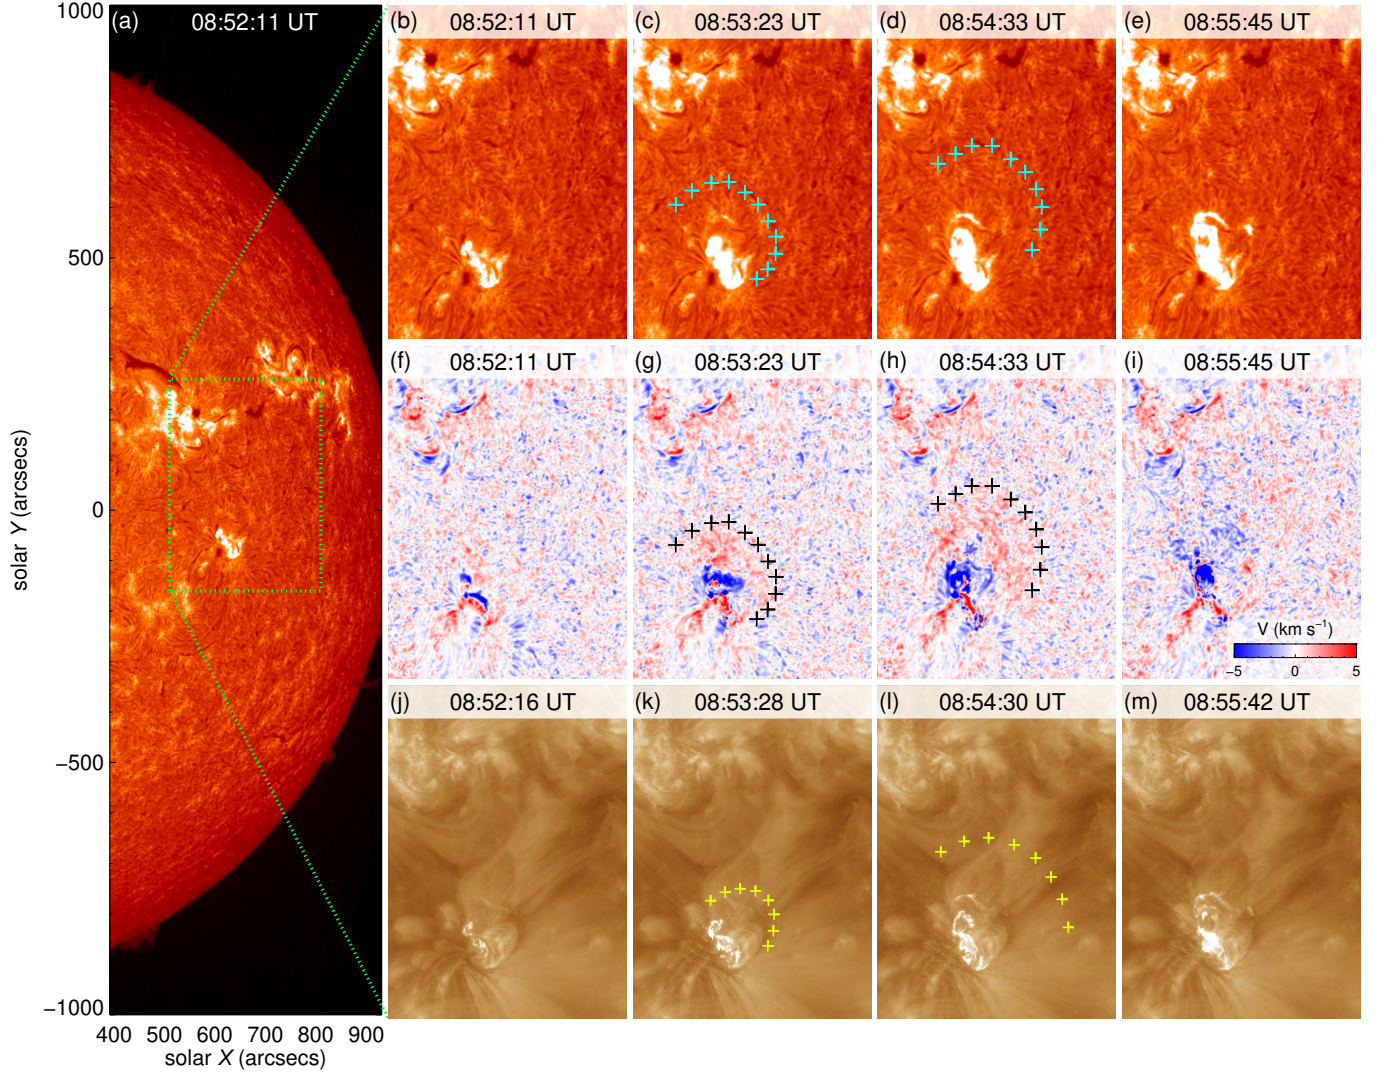 1000
500
0
−500
−1000
solar Y (arcsecs)
400 500 600 700 800 900
solar X (arcsecs)
(a) 08:52:11 UT
(b) 08:52:11 UT
(c) 08:53:23 UT
(d) 08:54:33 UT
(e) 08:55:45 UT
(f) 08:52:11 UT
(g) 08:53:23 UT
(h) 08:54:33 UT
(i) 08:55:45 UT
V (km s⁻¹)
−5 0 5
(j) 08:52:16 UT
(k) 08:53:28 UT
(l) 08:54:30 UT
(m) 08:55:42 UT